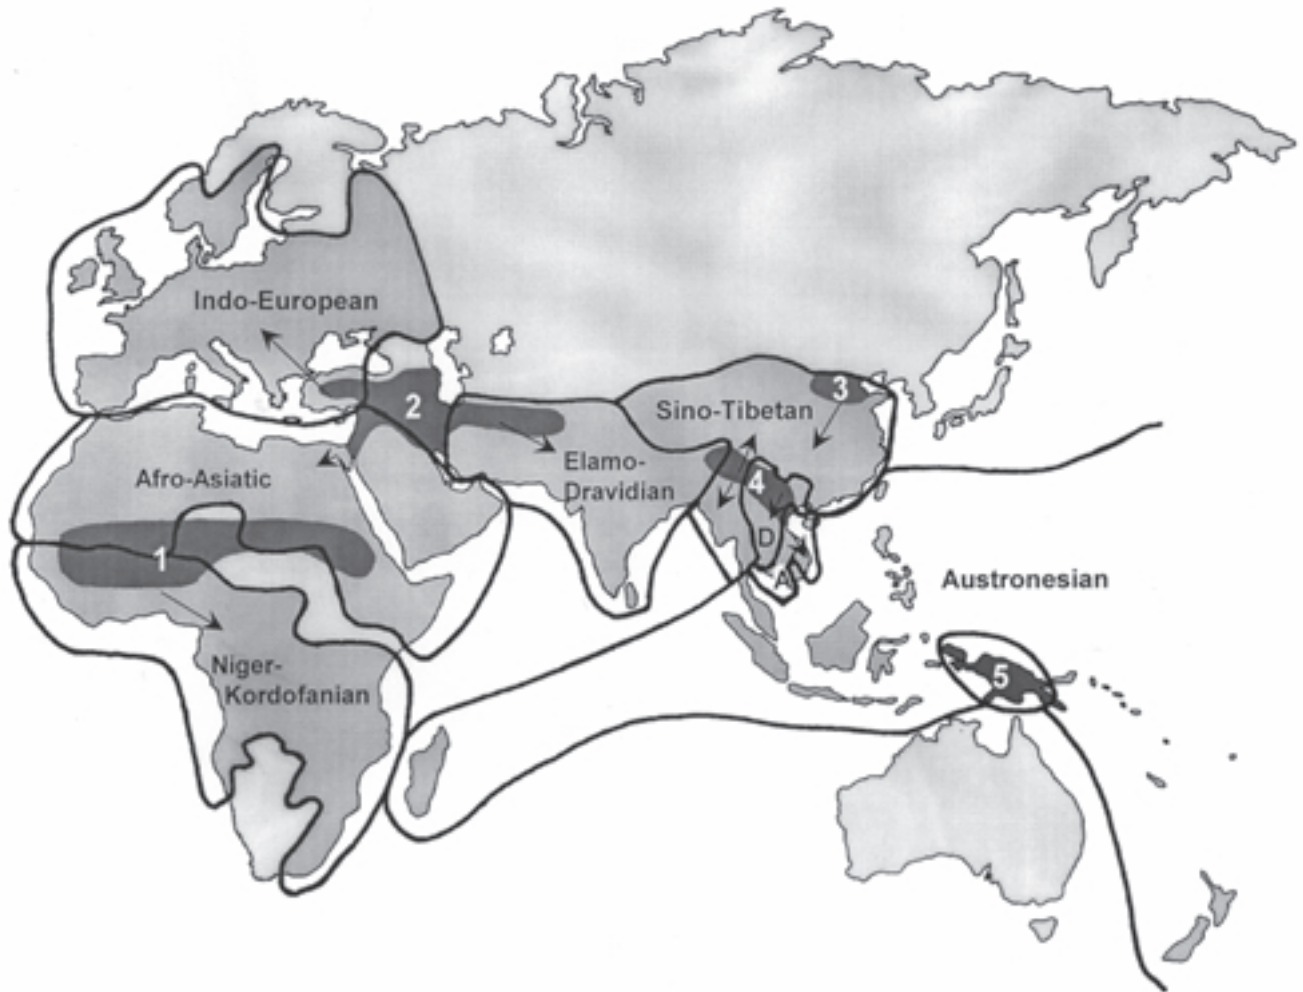 Indo-European
2
3
Sino-Tibetan
Afro-Asiatic
Elamo-
Dravidian
4
1
D
A
Austronesian
Niger-
Kordofanian
5